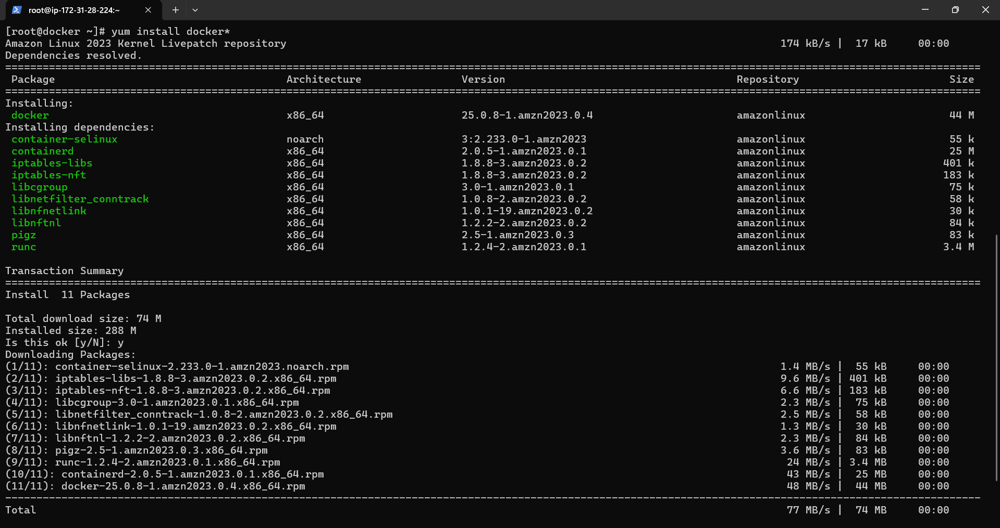 root@ip-172-31-28-224:~
[root@docker ~]# yum install docker*
Amazon Linux 2023 Kernel Livepatch repository 174 kB/s | 17 kB 00:00
Dependencies resolved.
============================================================================================================================================================
Package Architecture Version Repository Size
============================================================================================================================================================
Installing:
docker x86_64 25.0.8-1.amzn2023.0.4 amazonlinux 44 M
Installing dependencies:
container-selinux noarch 3:2.233.0-1.amzn2023 amazonlinux 55 k
containerd x86_64 2.0.5-1.amzn2023.0.1 amazonlinux 25 M
iptables-libs x86_64 1.8.8-3.amzn2023.0.2 amazonlinux 401 k
iptables-nft x86_64 1.8.8-3.amzn2023.0.2 amazonlinux 183 k
libcgroup x86_64 3.0-1.amzn2023.0.1 amazonlinux 75 k
libnetfilter_conntrack x86_64 1.0.8-2.amzn2023.0.2 amazonlinux 58 k
libnfnetlink x86_64 1.0.1-19.amzn2023.0.2 amazonlinux 30 k
libnftnl x86_64 1.2.2-2.amzn2023.0.2 amazonlinux 84 k
pigz x86_64 2.5-1.amzn2023.0.3 amazonlinux 83 k
runc x86_64 1.2.4-2.amzn2023.0.1 amazonlinux 3.4 M
Transaction Summary
============================================================================================================================================================
Install 11 Packages
Total download size: 74 M
Installed size: 288 M
Is this ok [y/N]: y
Downloading Packages:
(1/11): container-selinux-2.233.0-1.amzn2023.noarch.rpm 1.4 MB/s | 55 kB 00:00
(2/11): iptables-libs-1.8.8-3.amzn2023.0.2.x86_64.rpm 9.6 MB/s | 401 kB 00:00
(3/11): iptables-nft-1.8.8-3.amzn2023.0.2.x86_64.rpm 6.6 MB/s | 183 kB 00:00
(4/11): libcgroup-3.0-1.amzn2023.0.1.x86_64.rpm 2.3 MB/s | 75 kB 00:00
(5/11): libnetfilter_conntrack-1.0.8-2.amzn2023.0.2.x86_64.rpm 2.5 MB/s | 58 kB 00:00
(6/11): libnfnetlink-1.0.1-19.amzn2023.0.2.x86_64.rpm 1.3 MB/s | 30 kB 00:00
(7/11): libnftnl-1.2.2-2.amzn2023.0.2.x86_64.rpm 2.3 MB/s | 84 kB 00:00
(8/11): pigz-2.5-1.amzn2023.0.3.x86_64.rpm 3.6 MB/s | 83 kB 00:00
(9/11): runc-1.2.4-2.amzn2023.0.1.x86_64.rpm 24 MB/s | 3.4 MB 00:00
(10/11): containerd-2.0.5-1.amzn2023.0.1.x86_64.rpm 43 MB/s | 25 MB 00:00
(11/11): docker-25.0.8-1.amzn2023.0.4.x86_64.rpm 48 MB/s | 44 MB 00:00
------------------------------------------------------------------------------------------------------------------------------------------------------------
Total 77 MB/s | 74 MB 00:00